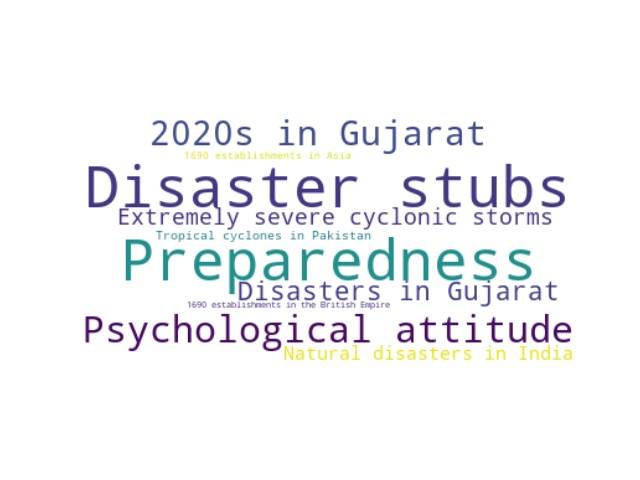 2020s in Gujarat
1690 establishments in Asia
Disaster stubs
Extremely severe cyclonic storms
Tropical cyclones in Pakistan
Preparedness
Disasters in Gujarat
1690 establishments in the British Empire
Psychological attitude
Natural disasters in India